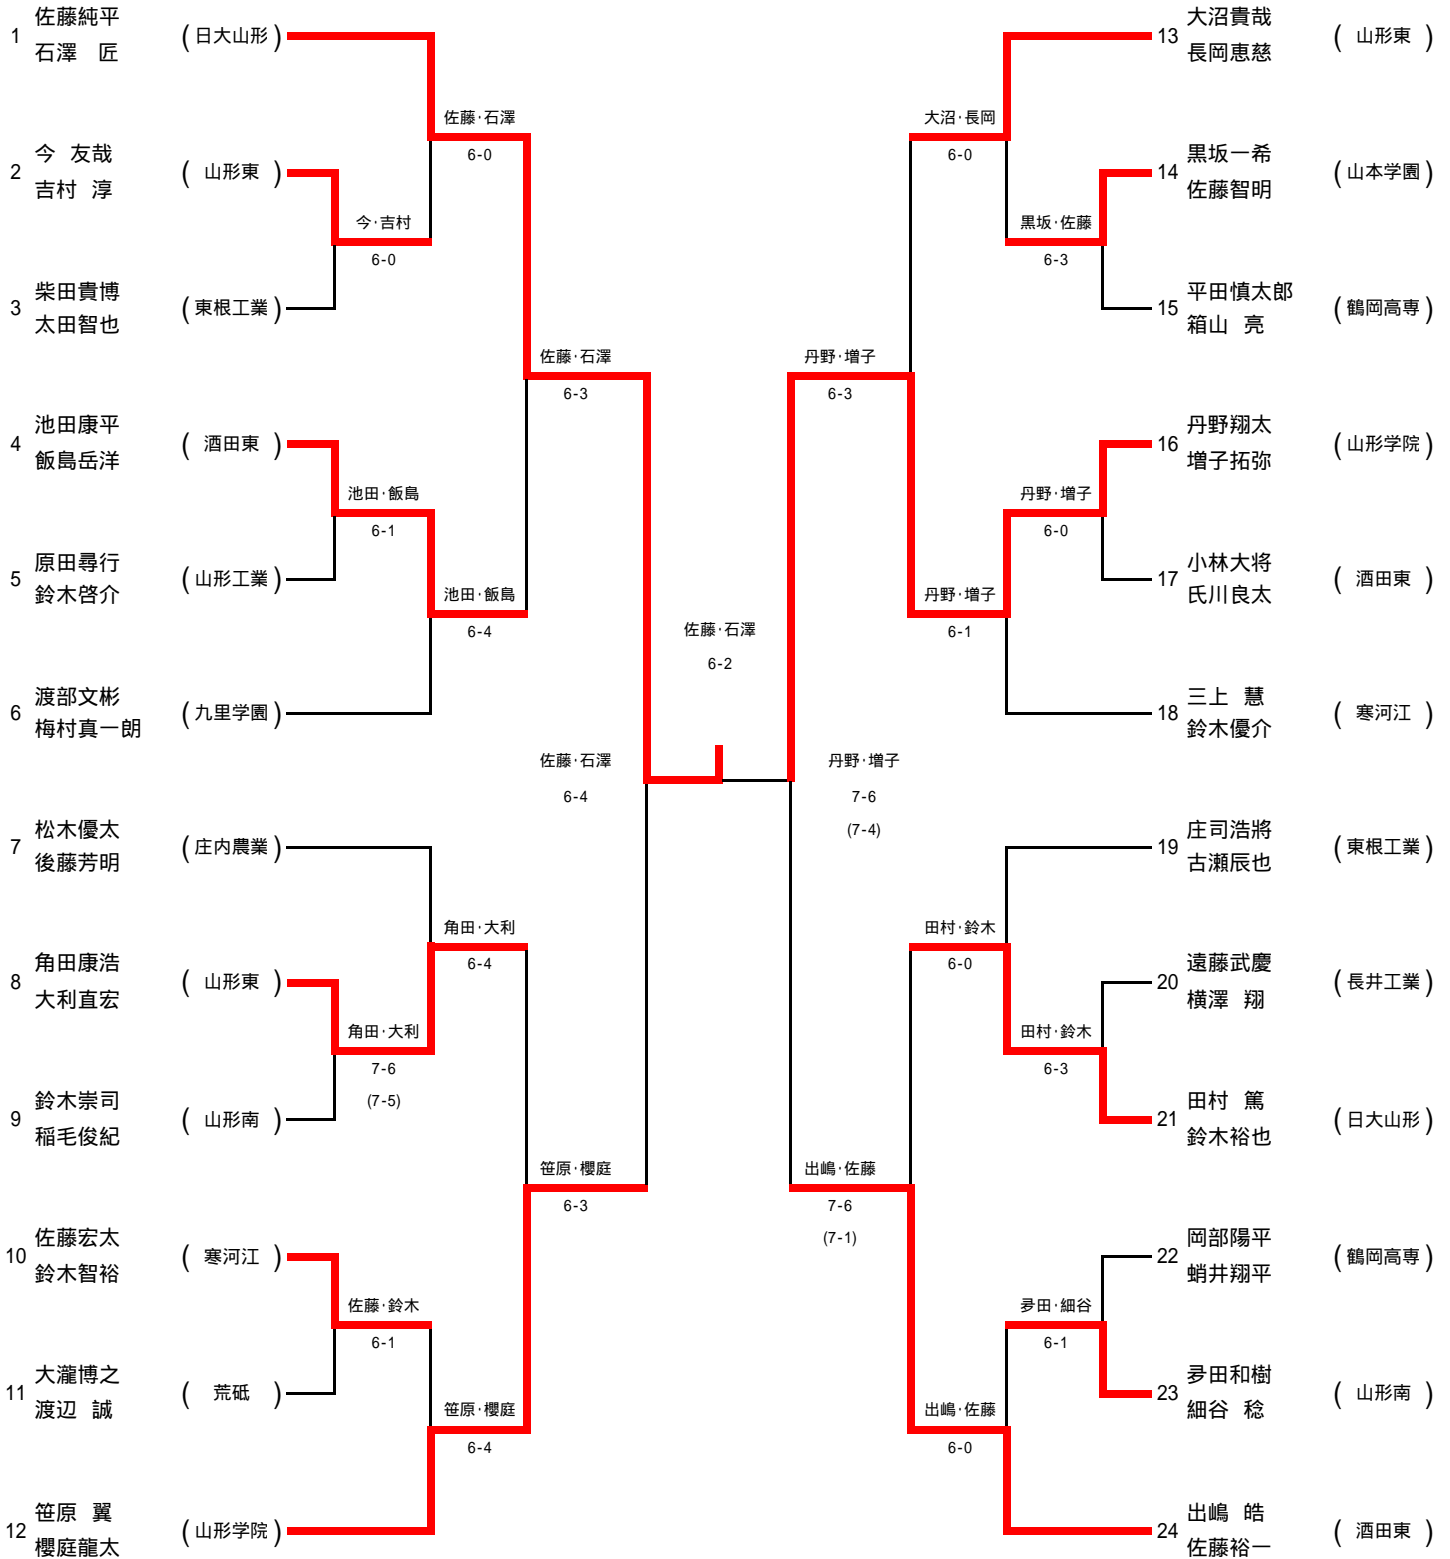 1 佐藤純平 石澤 匠 (日大山形)
2 今 友哉 吉村 淳 (山形東)
3 柴田貴博 太田智也 (東根工業)
4 池田康平 飯島岳洋 (酒田東)
5 原田尋行 鈴木啓介 (山形工業)
6 渡部文彬 梅村真一朗 (九里学園)
7 松木優太 後藤芳明 (庄内農業)
8 角田康浩 大利直宏 (山形東)
9 鈴木崇司 稲毛俊紀 (山形南)
10 佐藤宏太 鈴木智裕 (寒河江)
11 大瀧博之 渡辺 誠 (荒砥)
12 笹原 翼 櫻庭龍太 (山形学院)
今・吉村
6-0
池田・飯島
6-1
角田・大利
7-6
(7-5)
佐藤・鈴木
6-1
佐藤・石澤
6-0
池田・飯島
6-4
角田・大利
6-4
笹原・櫻庭
6-4
佐藤・石澤
6-3
笹原・櫻庭
6-3
佐藤・石澤
6-4
佐藤・石澤
6-2
丹野・増子
7-6
(7-4)
丹野・増子
6-3
出嶋・佐藤
7-6
(7-1)
大沼・長岡
6-0
丹野・増子
6-1
田村・鈴木
6-0
出嶋・佐藤
6-0
黒坂・佐藤
6-3
丹野・増子
6-0
田村・鈴木
6-3
夛田・細谷
6-1
13 大沼貴哉 長岡恵慈 (山形東)
14 黒坂一希 佐藤智明 (山本学園)
15 平田慎太郎 箱山 亮 (鶴岡高専)
16 丹野翔太 増子拓弥 (山形学院)
17 小林大将 氏川良太 (酒田東)
18 三上 慧 鈴木優介 (寒河江)
19 庄司浩將 古瀬辰也 (東根工業)
20 遠藤武慶 横澤 翔 (長井工業)
21 田村 篤 鈴木裕也 (日大山形)
22 岡部陽平 蛸井翔平 (鶴岡高専)
23 夛田和樹 細谷 稔 (山形南)
24 出嶋 皓 佐藤裕一 (酒田東)